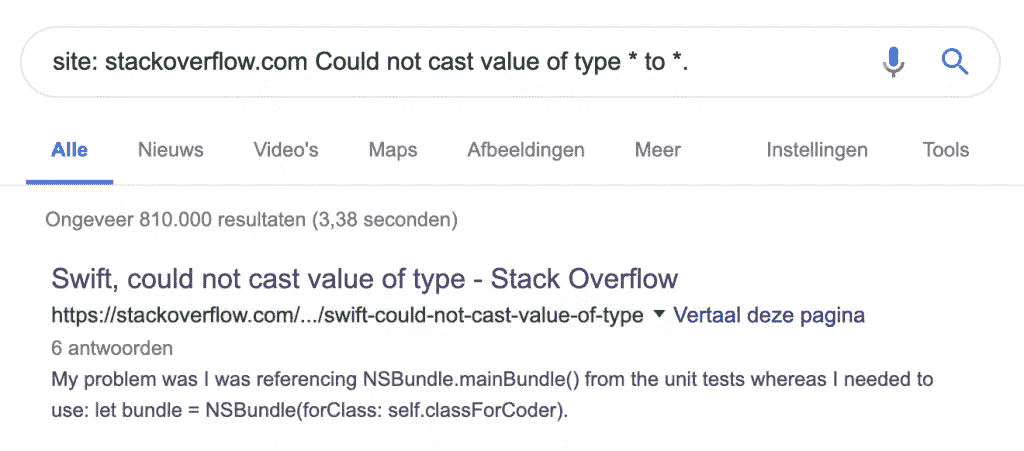 site: stackoverflow.com Could not cast value of type * to *.
Alle Nieuws Video's Maps Afbeeldingen Meer Instellingen Tools
Ongeveer 810.000 resultaten (3,38 seconden)
Swift, could not cast value of type - Stack Overflow
https://stackoverflow.com/.../swift-could-not-cast-value-of-type ▼ Vertaal deze pagina
6 antwoorden
My problem was I was referencing NSBundle.mainBundle() from the unit tests whereas I needed to
use: let bundle = NSBundle(forClass: self.classForCoder).